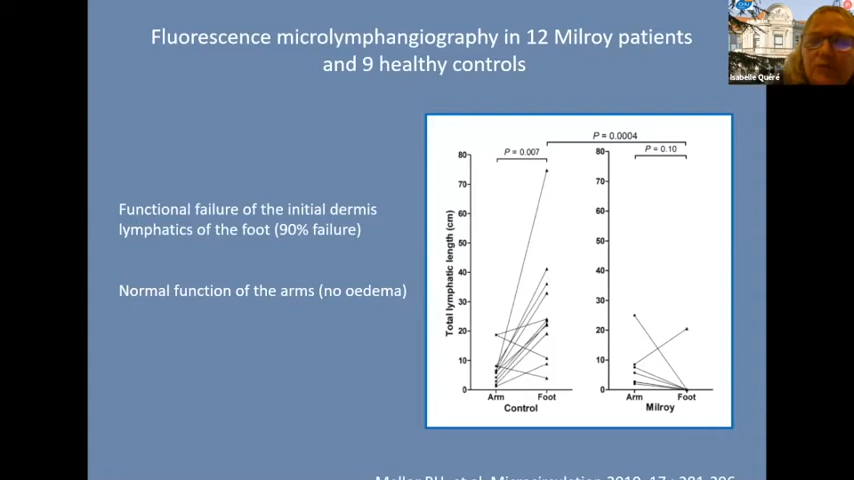 Fluorescence microlymphangiography in 12 Milroy patients
and 9 healthy controls
Isabelle Quéré
Functional failure of the initial dermis
lymphatics of the foot (90% failure)
Normal function of the arms (no oedema)
P = 0.0004
P = 0.007
P = 0.10
Total lymphatic length (cm)
80
70
60
50
40
30
20
10
0
Arm Foot
Control
80
70
60
50
40
30
20
10
0
Arm Foot
Milroy